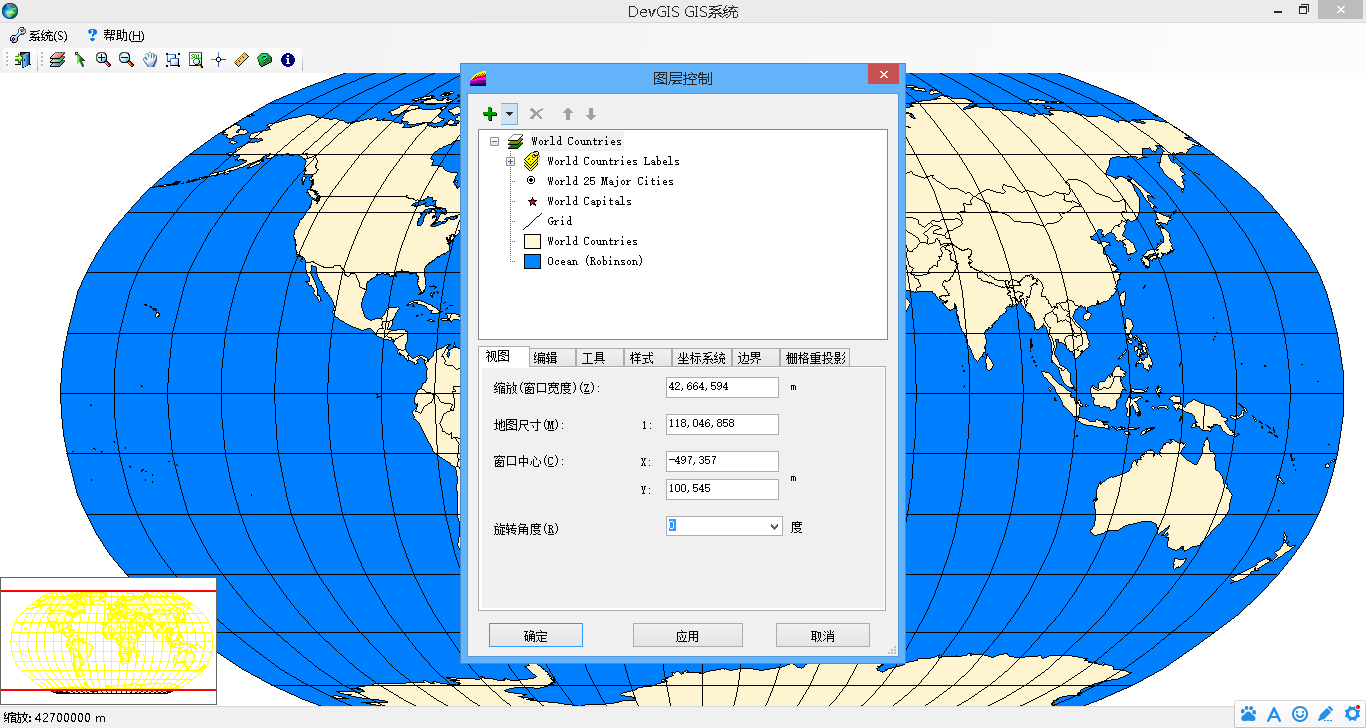 DevGIS GIS系统
系统(S) 帮助(H)
图层控制
World Countries
World Countries Labels
World 25 Major Cities
World Capitals
Grid
World Countries
Ocean (Robinson)
视图 编辑 工具 样式 坐标系统 边界 栅格重投影
缩放(窗口宽度)(Z): 42,664,594 m
地图尺寸(M): 1: 118,046,858
窗口中心(C): X: -497,357
m
Y: 100,545
旋转角度(R) 0 度
确定 应用 取消
缩放: 42700000 m